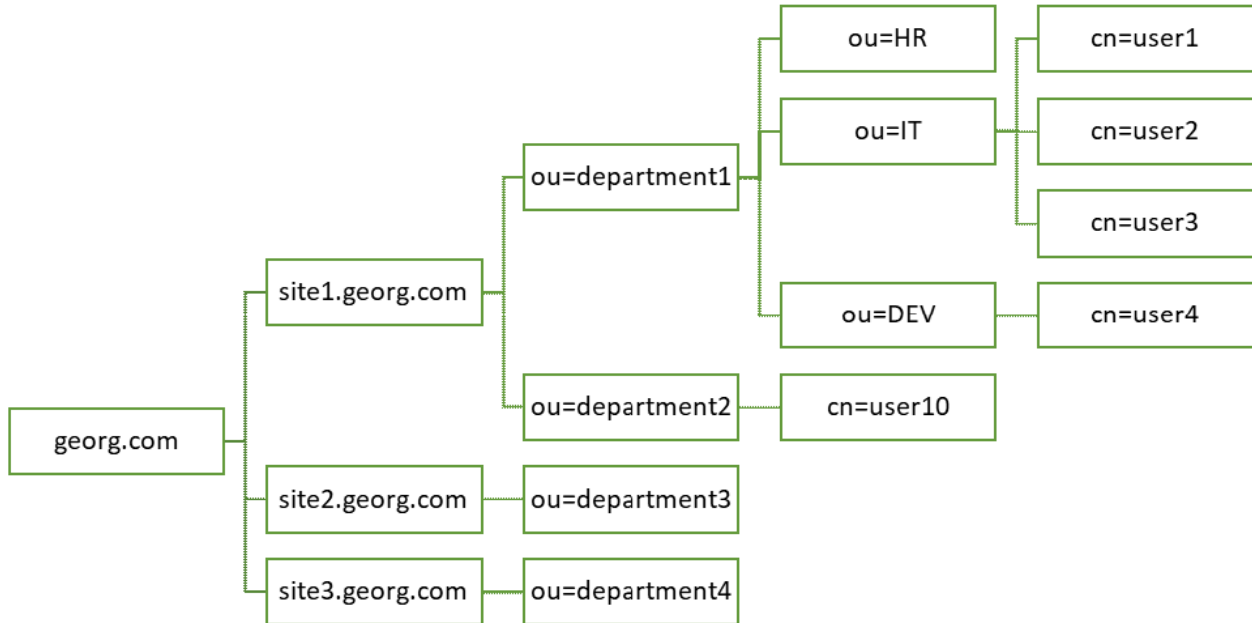 ou=HR
cn=user1
ou=IT
cn=user2
ou=department1
cn=user3
site1.georg.com
ou=DEV
cn=user4
ou=department2
cn=user10
georg.com
site2.georg.com
ou=department3
site3.georg.com
ou=department4